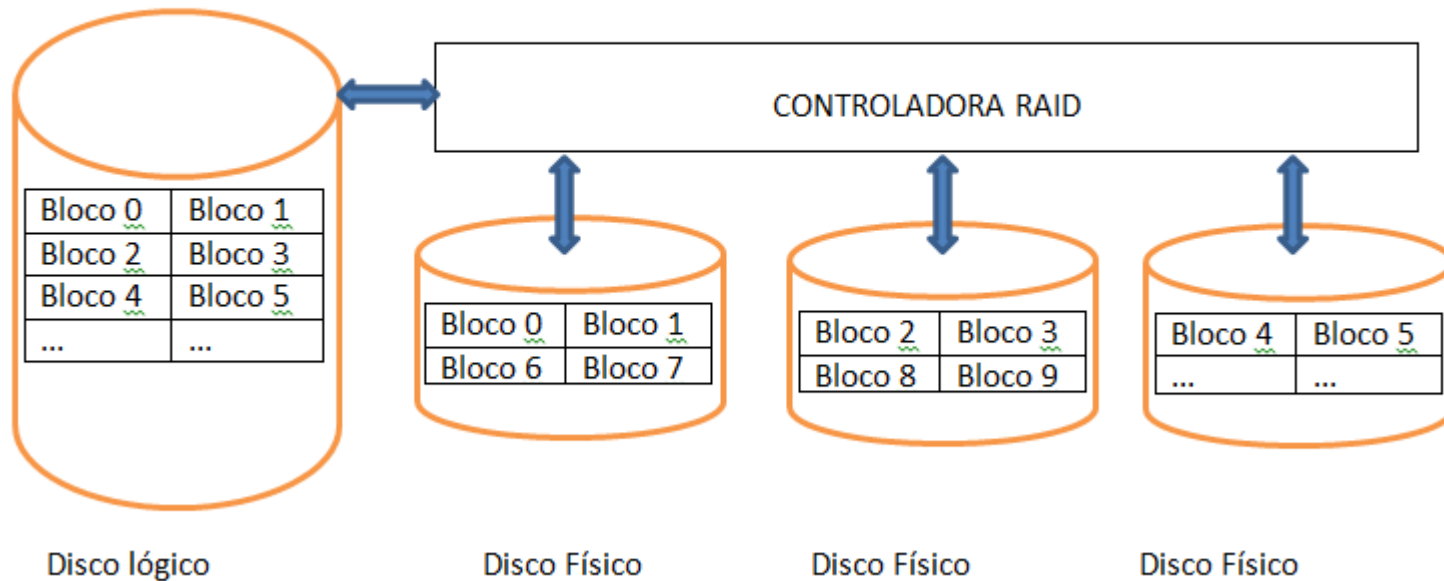 CONTROLADORA RAID
Bloco 0 Bloco 1
Bloco 2 Bloco 3
Bloco 4 Bloco 5
... ...
Bloco 0 Bloco 1
Bloco 6 Bloco 7
Bloco 2 Bloco 3
Bloco 8 Bloco 9
Bloco 4 Bloco 5
... ...
Disco lógico
Disco Físico
Disco Físico
Disco Físico